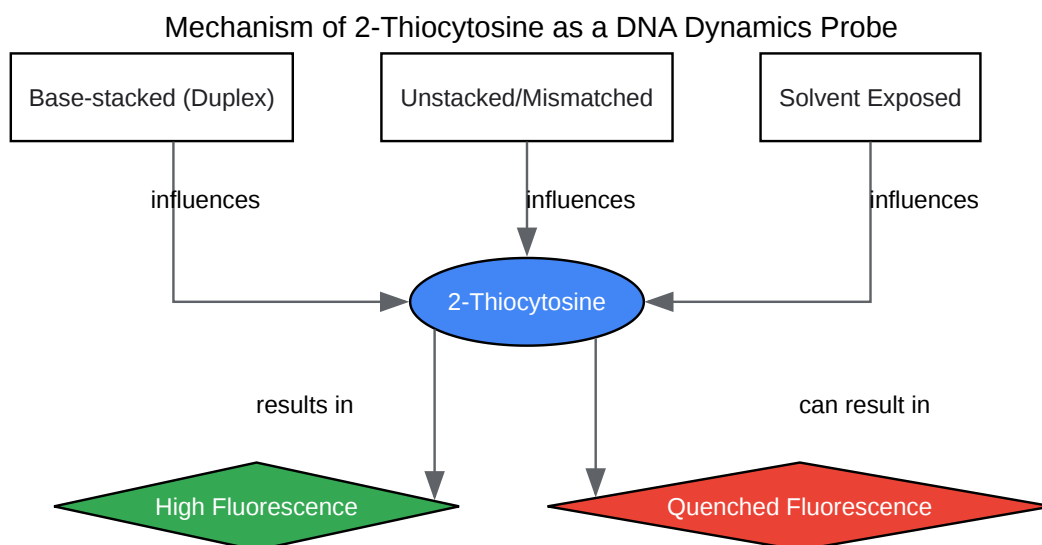 Mechanism of 2-Thiocytosine as a DNA Dynamics Probe
Base-stacked (Duplex)
Unstacked/Mismatched
Solvent Exposed
influences
influences
influences
2-Thiocytosine
results in
can result in
High Fluorescence
Quenched Fluorescence